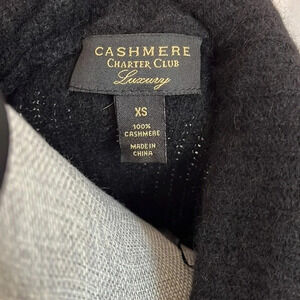 CASHMERE
CHARTER CLUB
Luxury
XS
100%
CASHMERE
MADE IN
CHINA